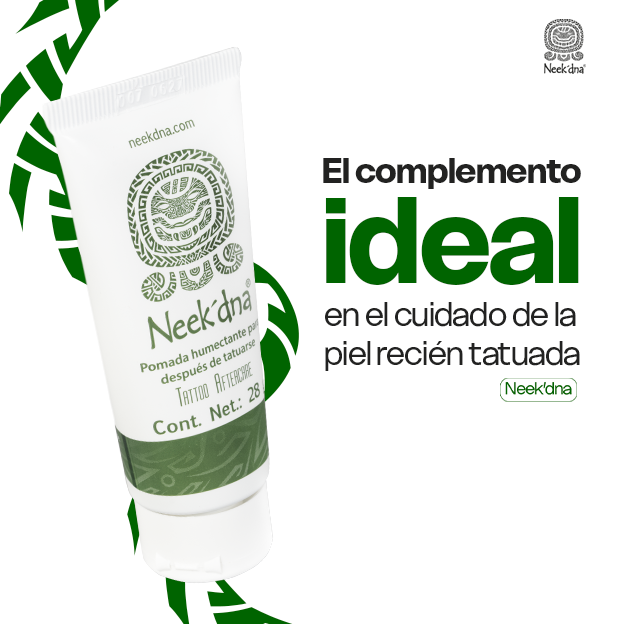 Neek'dna®
neekdna.com
Neek'dna®
Pomada humectante par
después de tatuarse
TATTOO AFTERCARE
Cont. Net.: 28
El complemento
ideal
en el cuidado de la
piel recién tatuada
Neek'dna